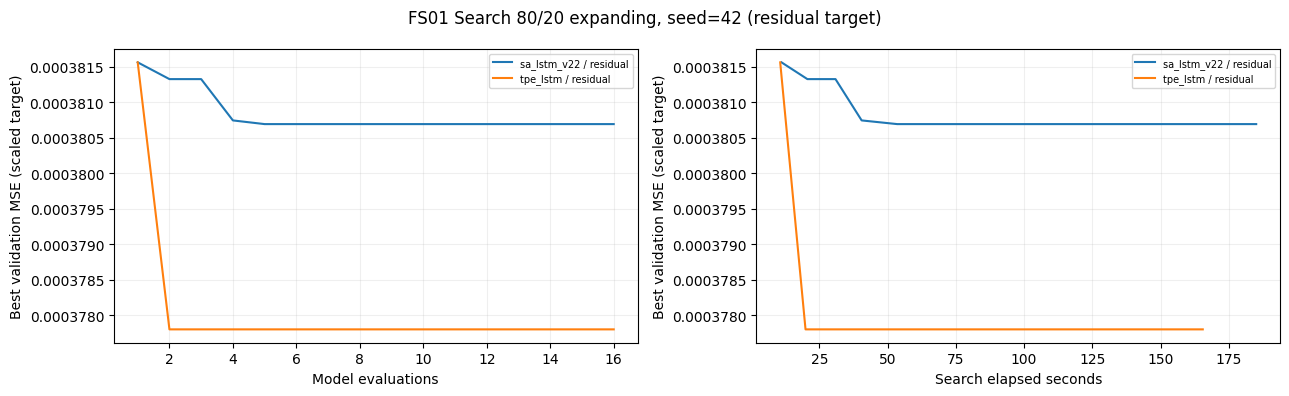 FS01 Search 80/20 expanding, seed=42 (residual target)
Best validation MSE (scaled target)
0.0003815
0.0003810
0.0003805
0.0003800
0.0003795
0.0003790
0.0003785
0.0003780
sa_lstm_v22 / residual
tpe_lstm / residual
2 4 6 8 10 12 14 16
Model evaluations
Best validation MSE (scaled target)
0.0003815
0.0003810
0.0003805
0.0003800
0.0003795
0.0003790
0.0003785
0.0003780
sa_lstm_v22 / residual
tpe_lstm / residual
25 50 75 100 125 150 175
Search elapsed seconds